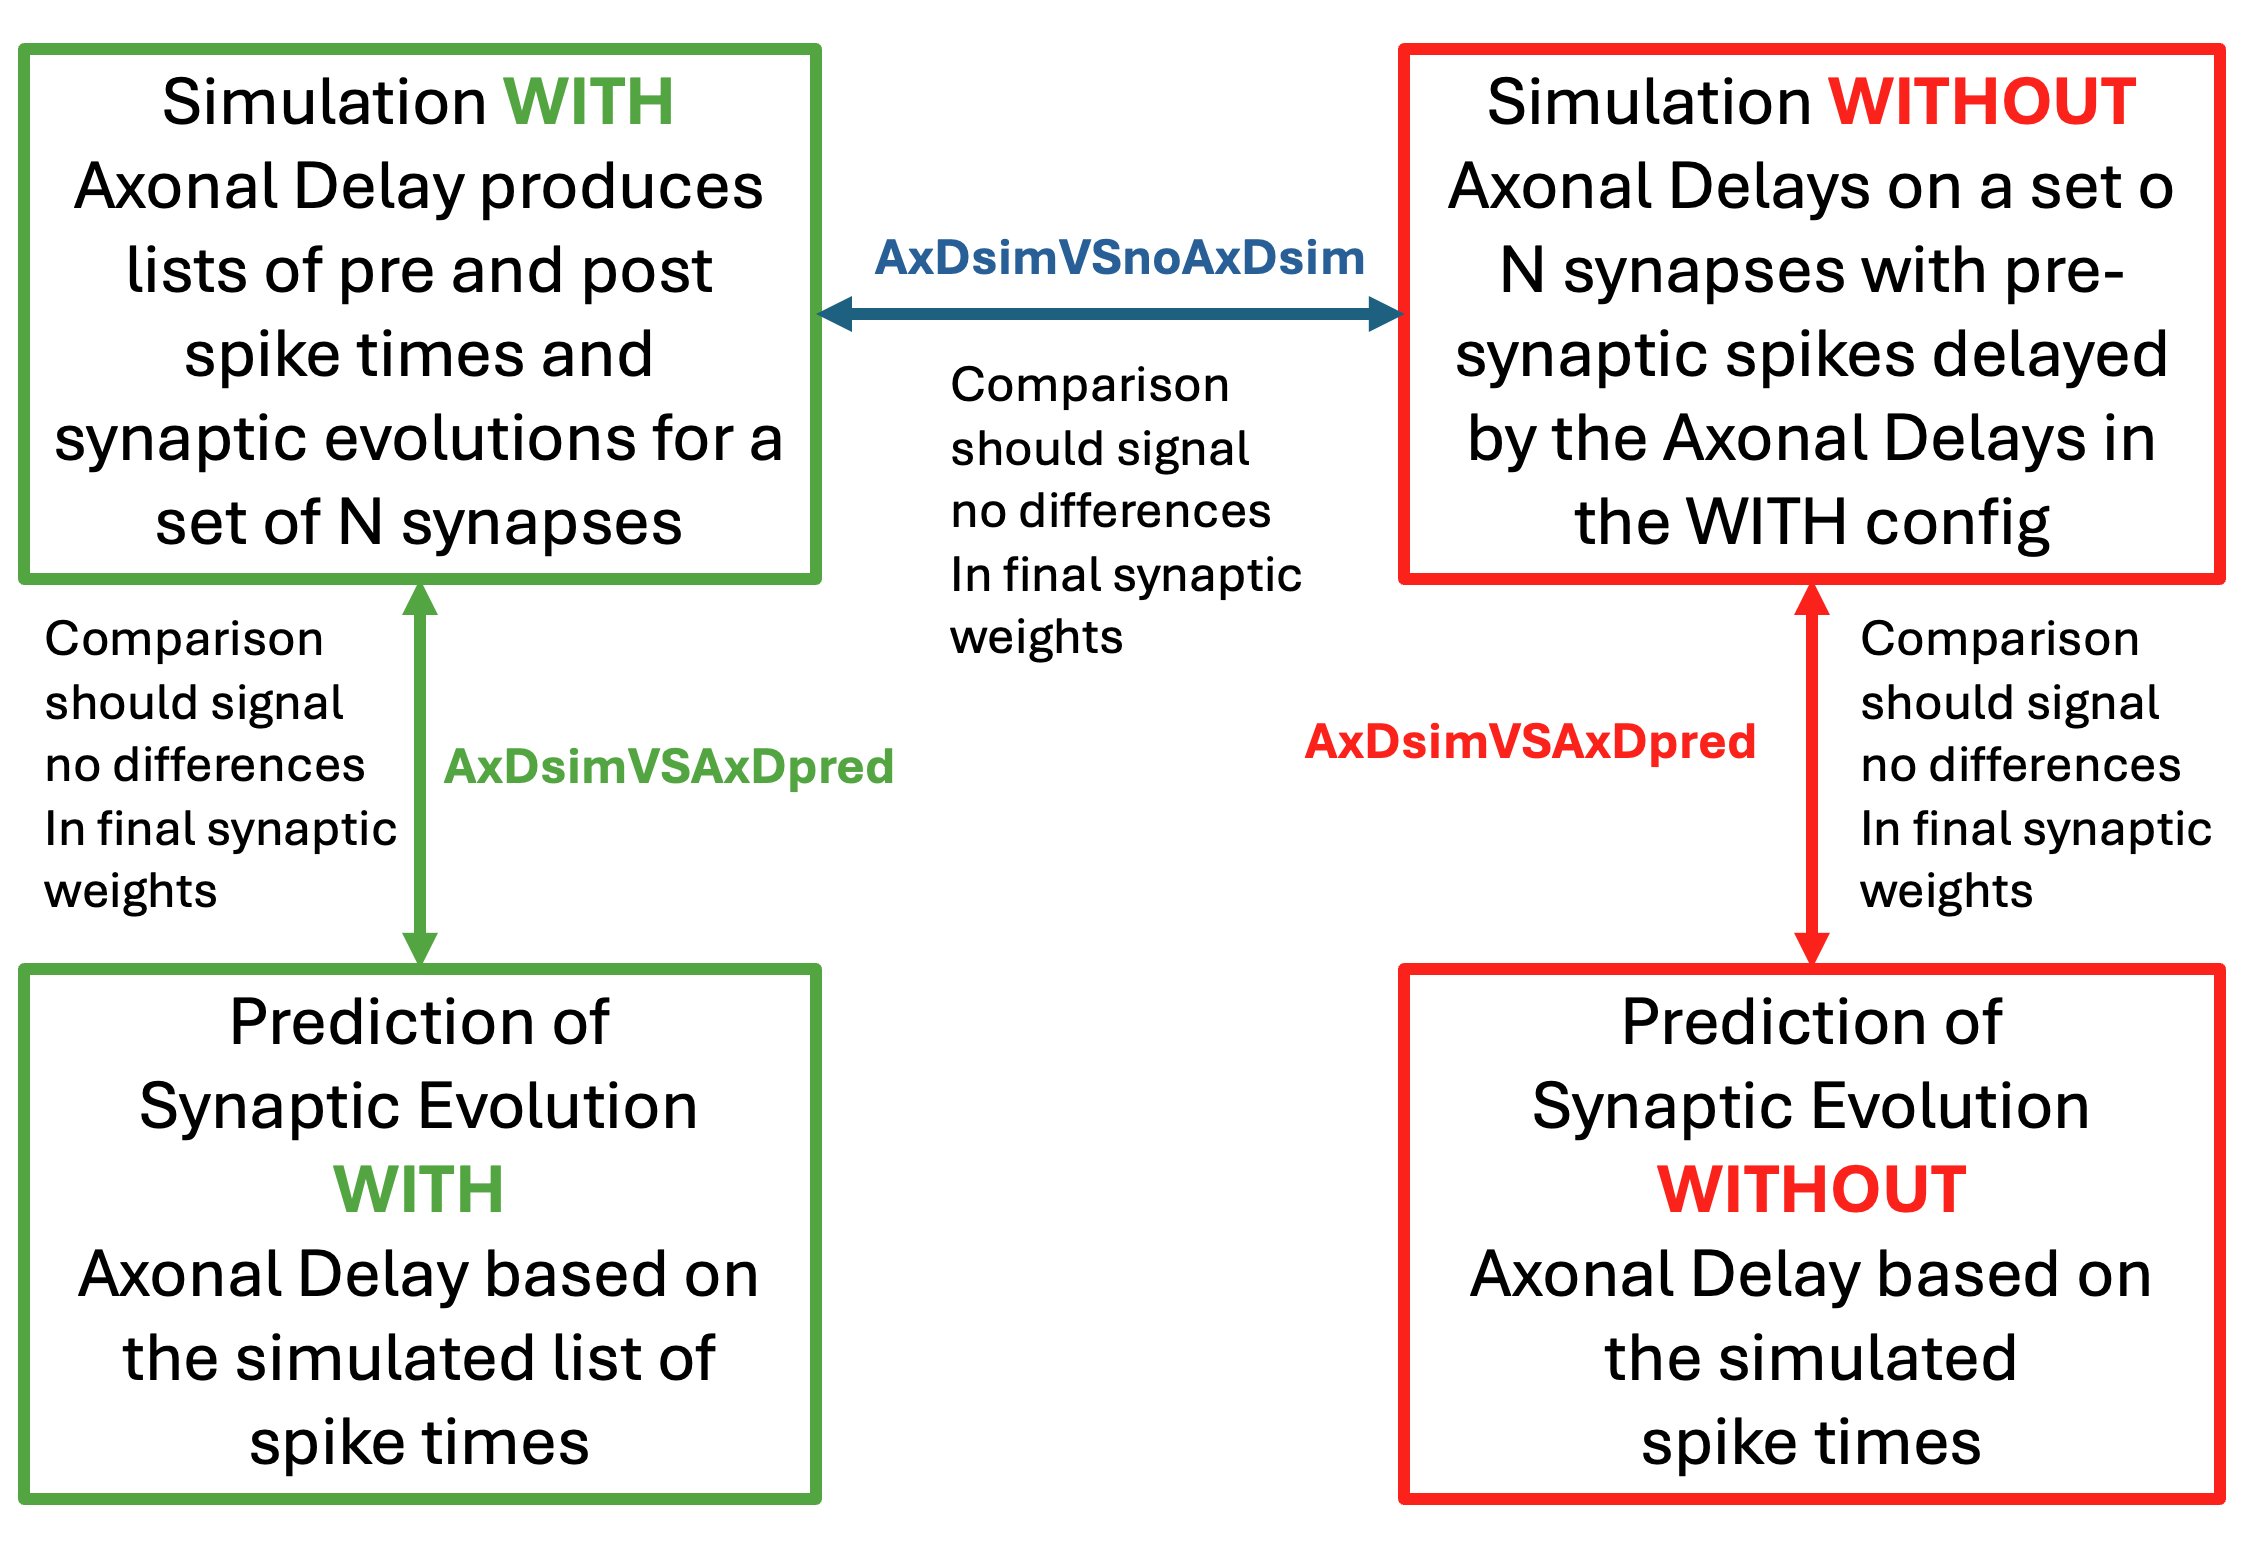 Simulation WITH
Axonal Delay produces
lists of pre and post
spike times and
synaptic evolutions for a
set of N synapses
AxDsimVSnoAxDsim
Comparison
should signal
no differences
In final synaptic
weights
Simulation WITHOUT
Axonal Delays on a set o
N synapses with pre-
synaptic spikes delayed
by the Axonal Delays in
the WITH config
Comparison
should signal
no differences
In final synaptic
weights
AxDsimVSAxDpred
AxDsimVSAxDpred
Comparison
should signal
no differences
In final synaptic
weights
Prediction of
Synaptic Evolution
WITH
Axonal Delay based on
the simulated list of
spike times
Prediction of
Synaptic Evolution
WITHOUT
Axonal Delay based on
the simulated
spike times